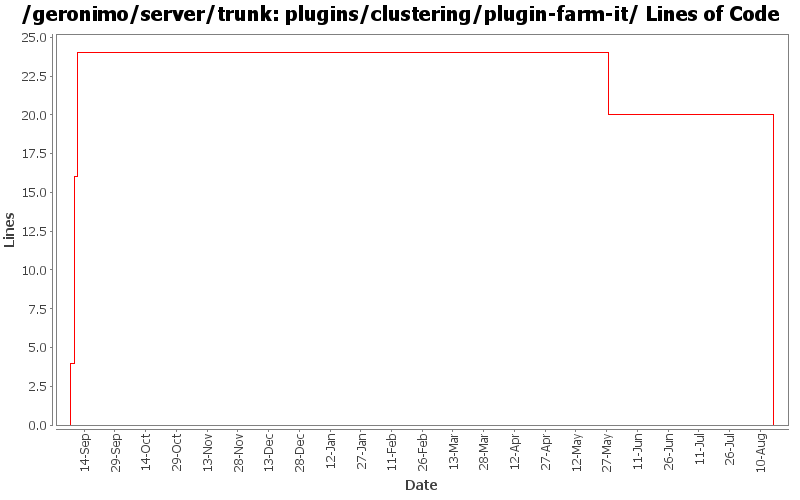 /geronimo/server/trunk: plugins/clustering/plugin-farm-it/ Lines of Code
25.0
22.5
20.0
17.5
15.0
12.5
10.0
7.5
5.0
2.5
0.0
Lines
14-Sep
29-Sep
14-Oct
29-Oct
13-Nov
28-Nov
13-Dec
28-Dec
12-Jan
27-Jan
11-Feb
26-Feb
13-Mar
28-Mar
12-Apr
27-Apr
12-May
27-May
11-Jun
26-Jun
11-Jul
26-Jul
10-Aug
Date